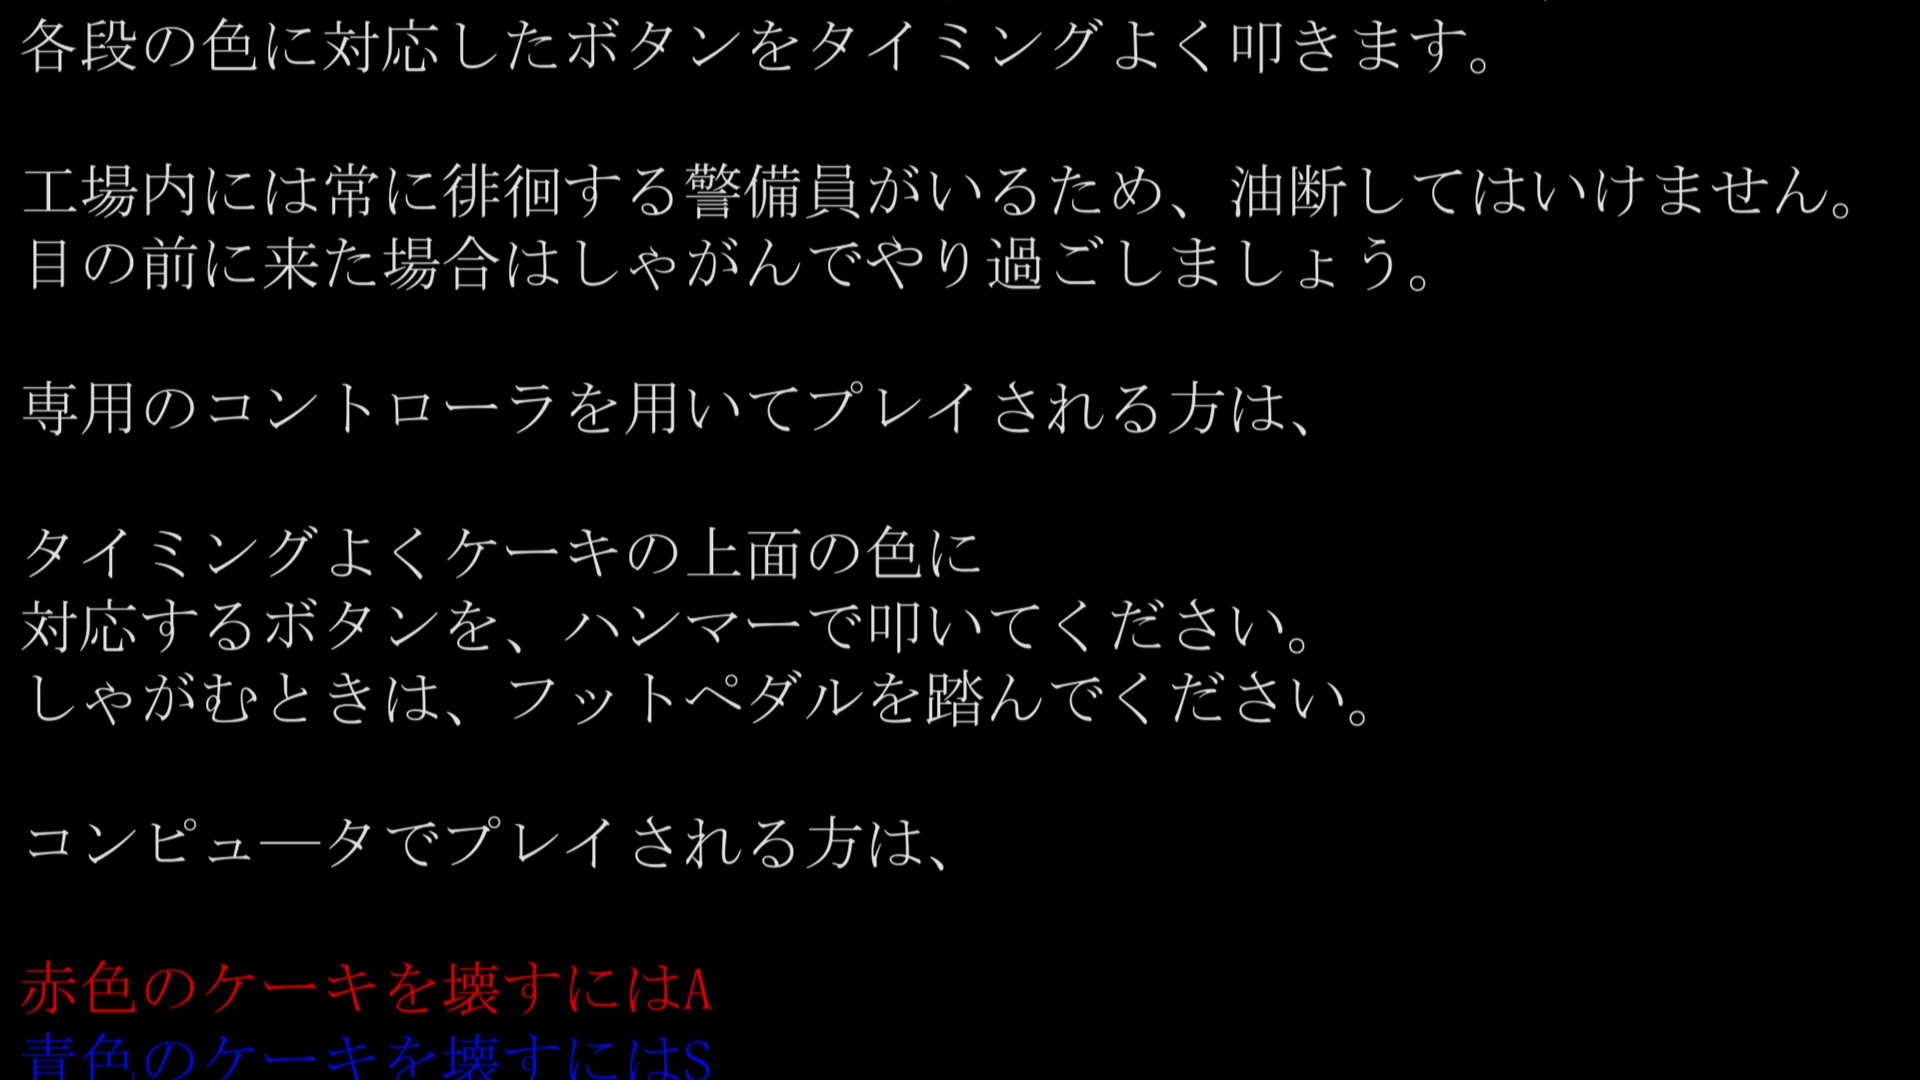 各段の色に対応したボタンをタイミングよく叩きます。
工場内には常に徘徊する警備員がいるため、油断してはいけません。
目の前に来た場合はしゃがんでやり過ごしましょう。
専用のコントローラを用いてプレイされる方は、
タイミングよくケーキの上面の色に
対応するボタンを、ハンマーで叩いてください。
しゃがむときは、フットペダルを踏んでください。
コンピュ―タでプレイされる方は、
赤色のケーキを壊すにはA
青色のケーキを壊すにはS